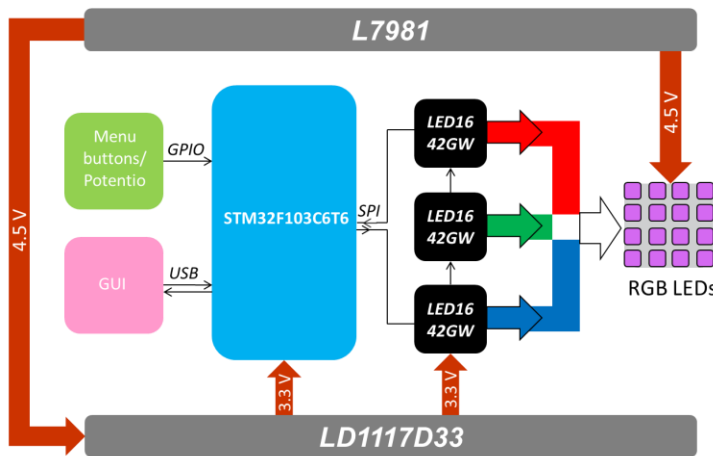 L7981
4.5 V
4.5 V
Menu
buttons/
Potentio
GPIO
STM32F103C6T6
SPI
LED16
42GW
LED16
42GW
LED16
42GW
GUI
USB
RGB LEDs
3.3 V
3.3 V
LD1117D33